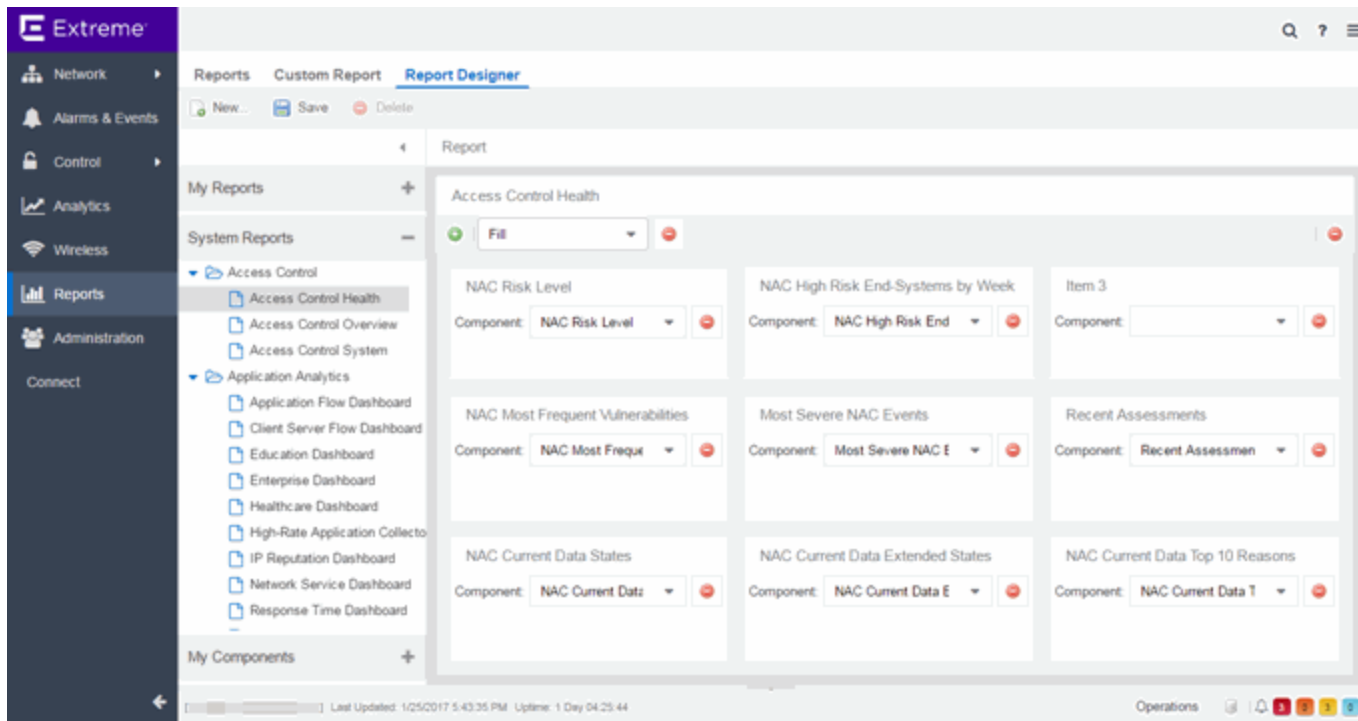 Extreme
Network
Alarms & Events
Control
Analytics
Wireless
Reports
Administration
Connect
Reports Custom Report Report Designer
New... Save Delete
Report
My Reports
System Reports
Access Control
Access Control Health
Access Control Overview
Access Control System
Application Analytics
Application Flow Dashboard
Client Server Flow Dashboard
Education Dashboard
Enterprise Dashboard
Healthcare Dashboard
High-Rate Application Collecto
IP Reputation Dashboard
Network Service Dashboard
Response Time Dashboard
My Components
Access Control Health
Fill
NAC Risk Level NAC High Risk End-Systems by Week Item 3
Component: NAC Risk Level Component: NAC High Risk End Component:
NAC Most Frequent Vulnerabilities Most Severe NAC Events Recent Assessments
Component: NAC Most Freque Component: Most Severe NAC E Component: Recent Assessmen
NAC Current Data States NAC Current Data Extended States NAC Current Data Top 10 Reasons
Component: NAC Current Data Component: NAC Current Data E Component: NAC Current Data T
Last Updated: 1/25/2017 5:43:35 PM Uptime: 1 Day 04:25:44
Operations 3 0 3 0